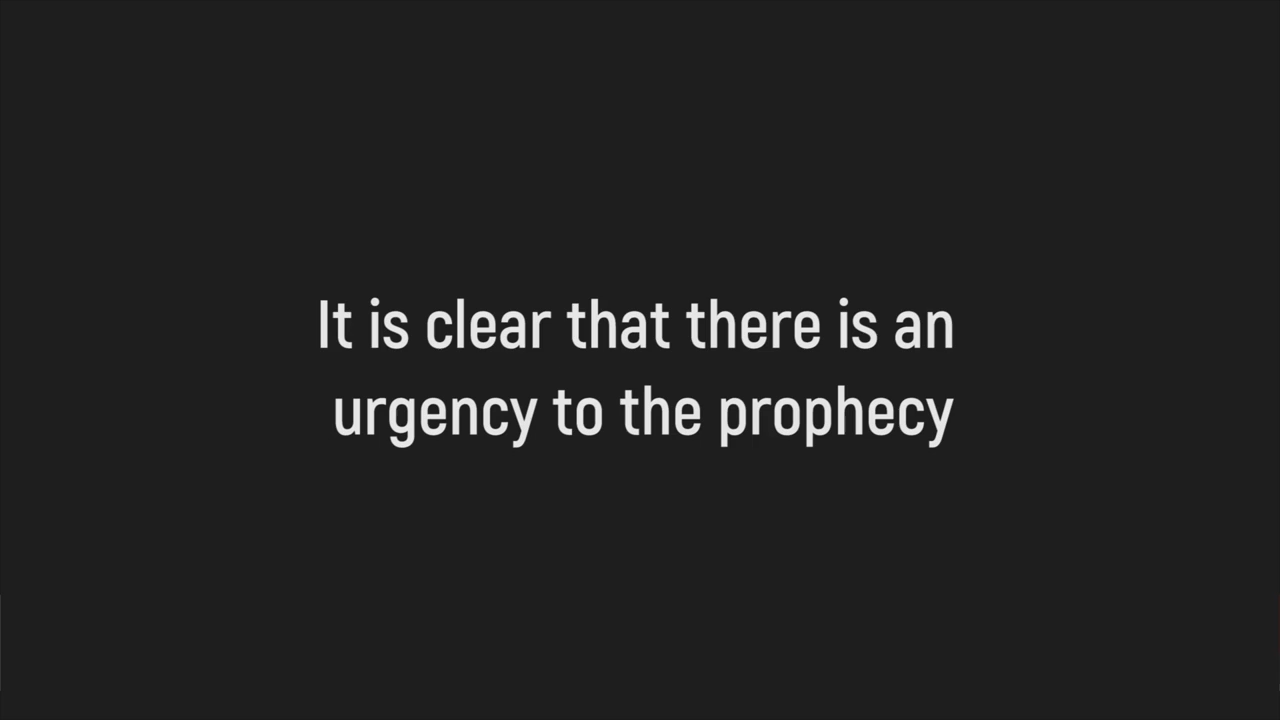 It is clear that there is an
urgency to the prophecy